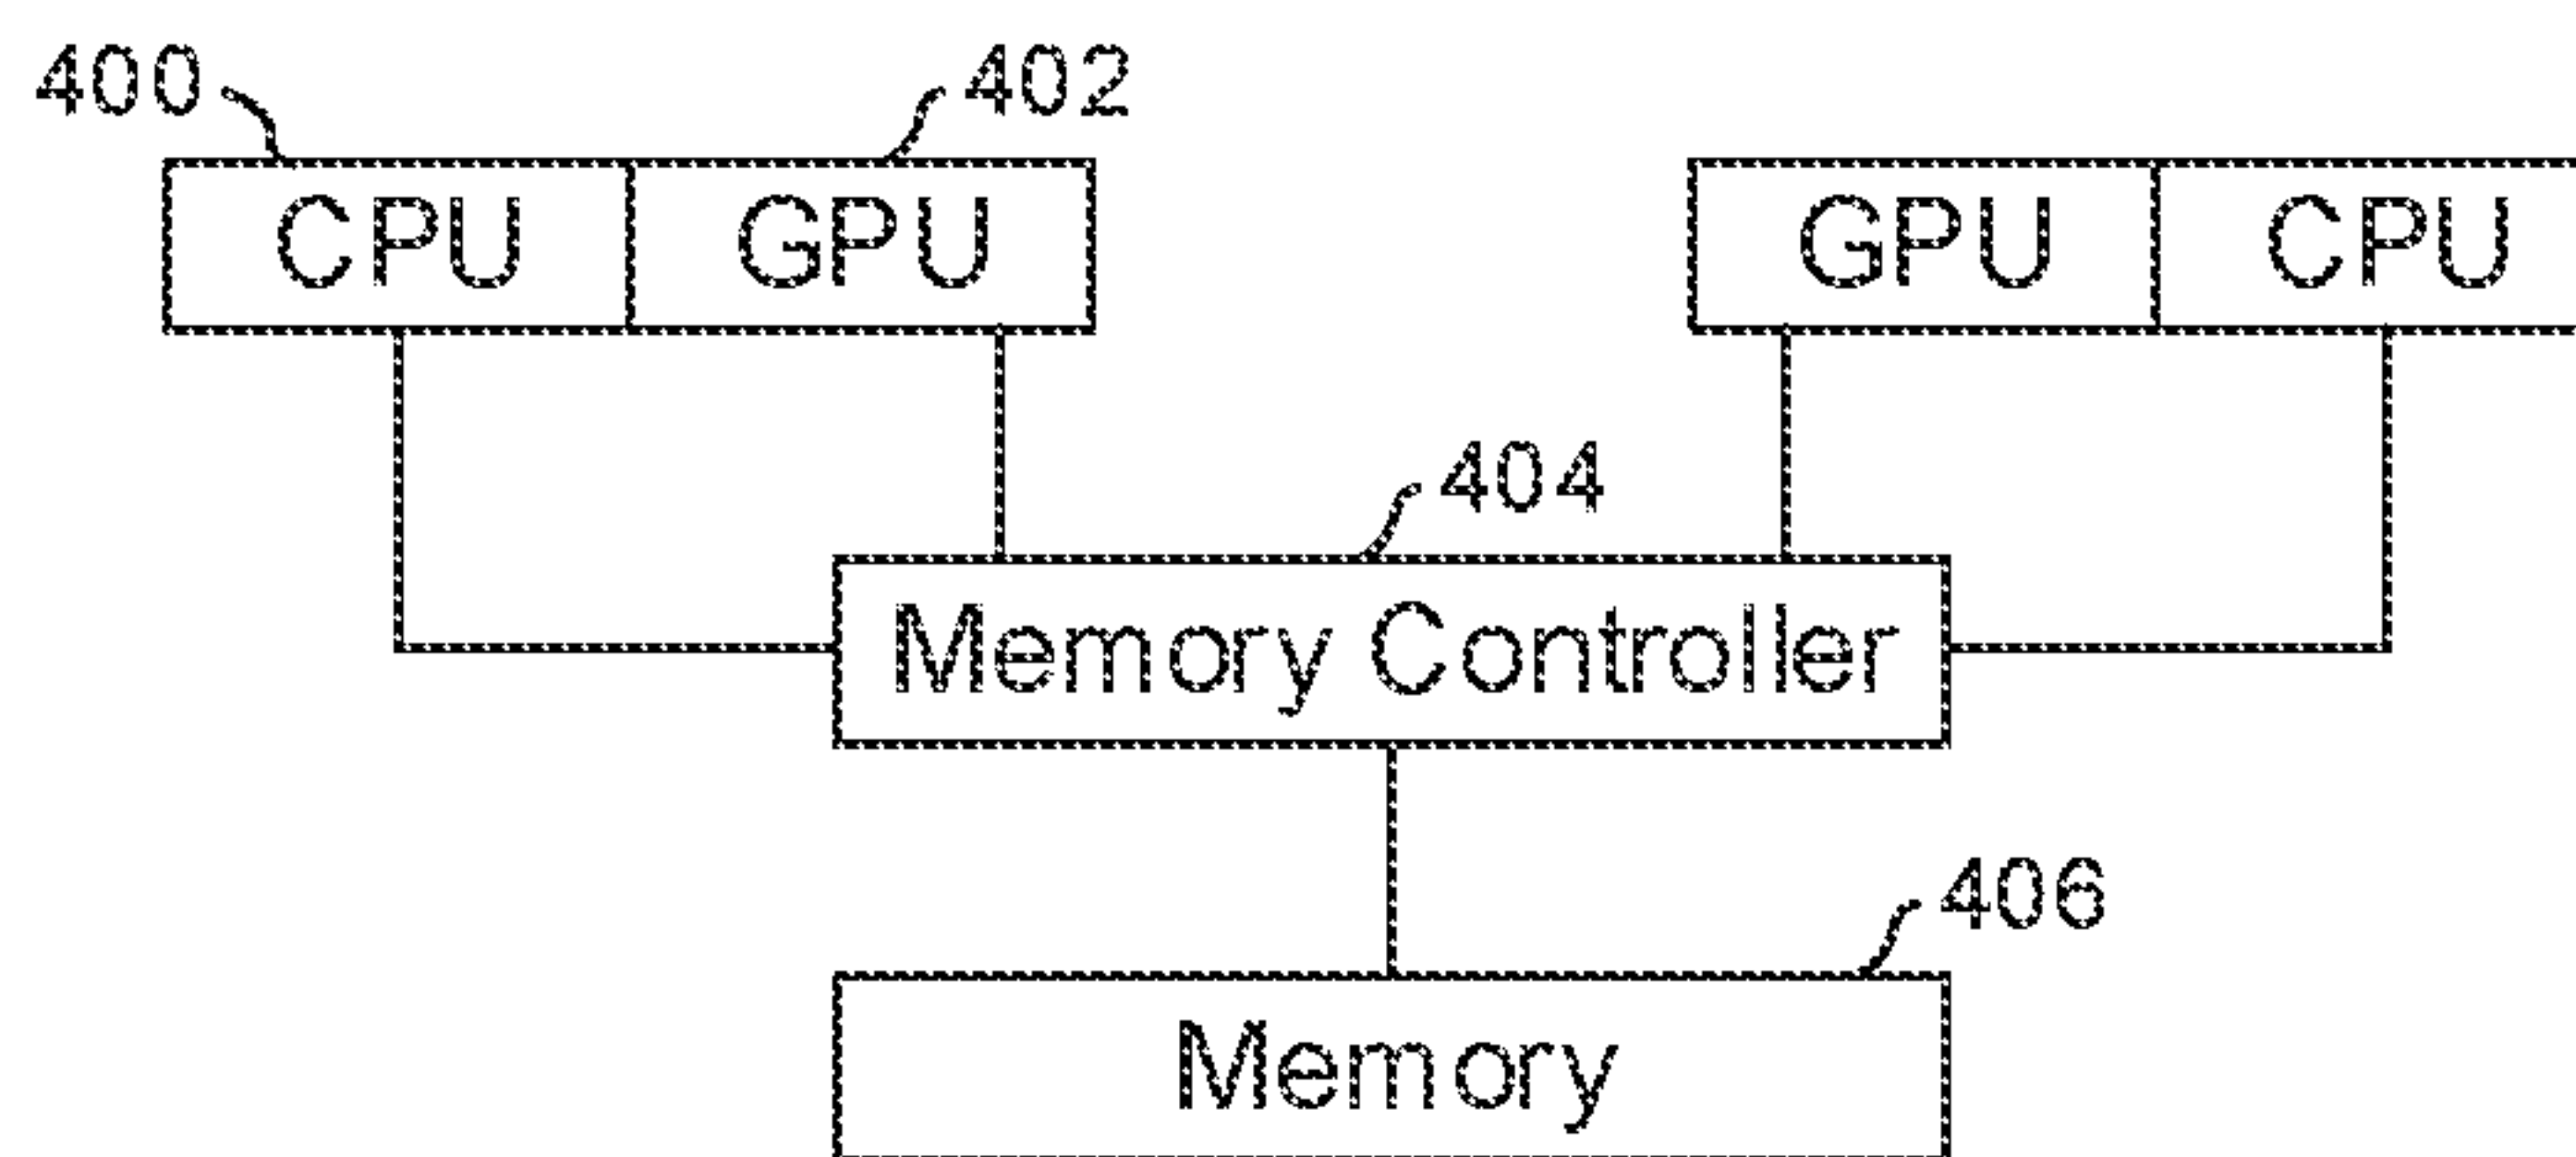 400 402
CPU GPU GPU CPU
404
Memory Controller
406
Memory